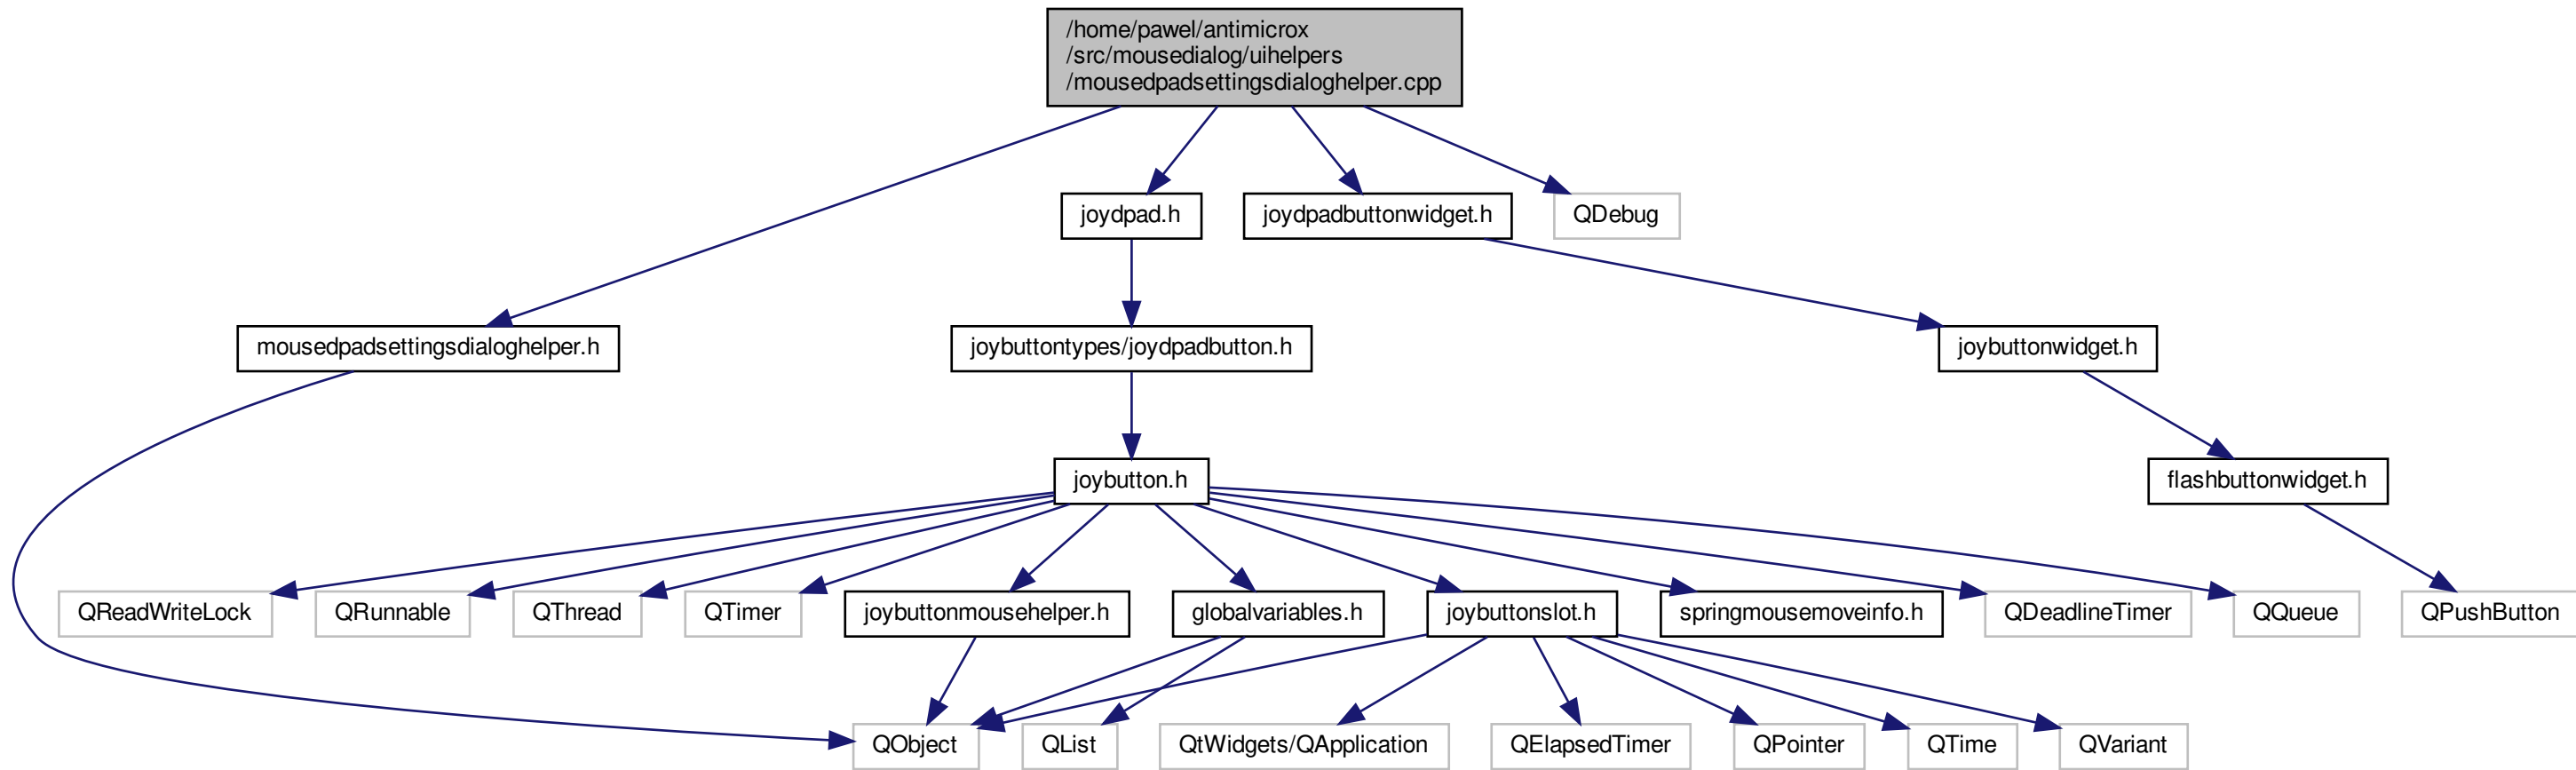 /home/pawel/antimicrox
/src/mousedialog/uihelpers
/mousedpadsettingsdialoghelper.cpp
joydpad.h
joydpadbuttonwidget.h
QDebug
mousedpadsettingsdialoghelper.h
joybuttontypes/joydpadbutton.h
joybuttonwidget.h
joybutton.h
flashbuttonwidget.h
QReadWriteLock
QRunnable
QThread
QTimer
joybuttonmousehelper.h
globalvariables.h
joybuttonslot.h
springmousemoveinfo.h
QDeadlineTimer
QQueue
QPushButton
QObject
QList
QtWidgets/QApplication
QElapsedTimer
QPointer
QTime
QVariant